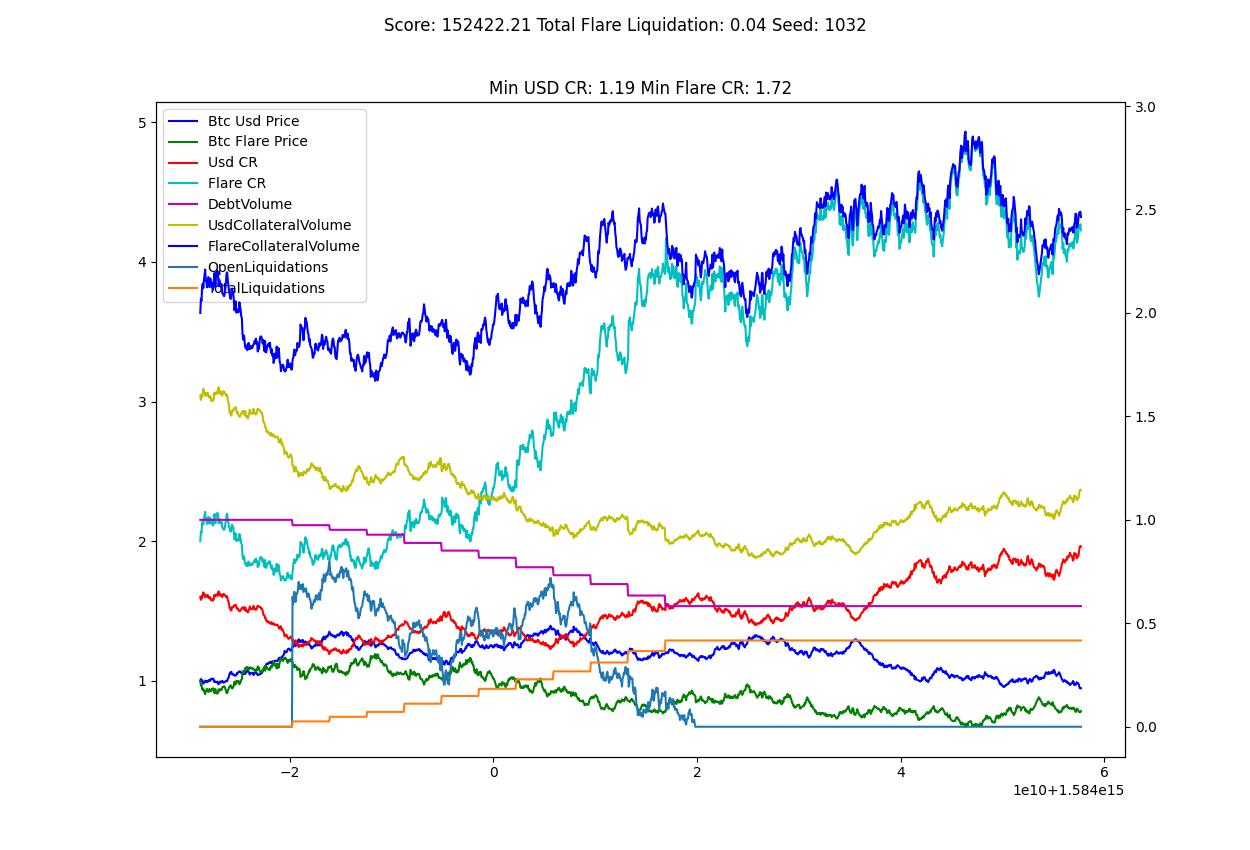 Score: 152422.21 Total Flare Liquidation: 0.04 Seed: 1032
Min USD CR: 1.19 Min Flare CR: 1.72
Btc Usd Price
Btc Flare Price
Usd CR
Flare CR
DebtVolume
UsdCollateralVolume
FlareCollateralVolume
OpenLiquidations
TotalLiquidations
5
4
3
2
1
3.0
2.5
2.0
1.5
1.0
0.5
0.0
−2 0 2 4 6
1e10+1.584e15